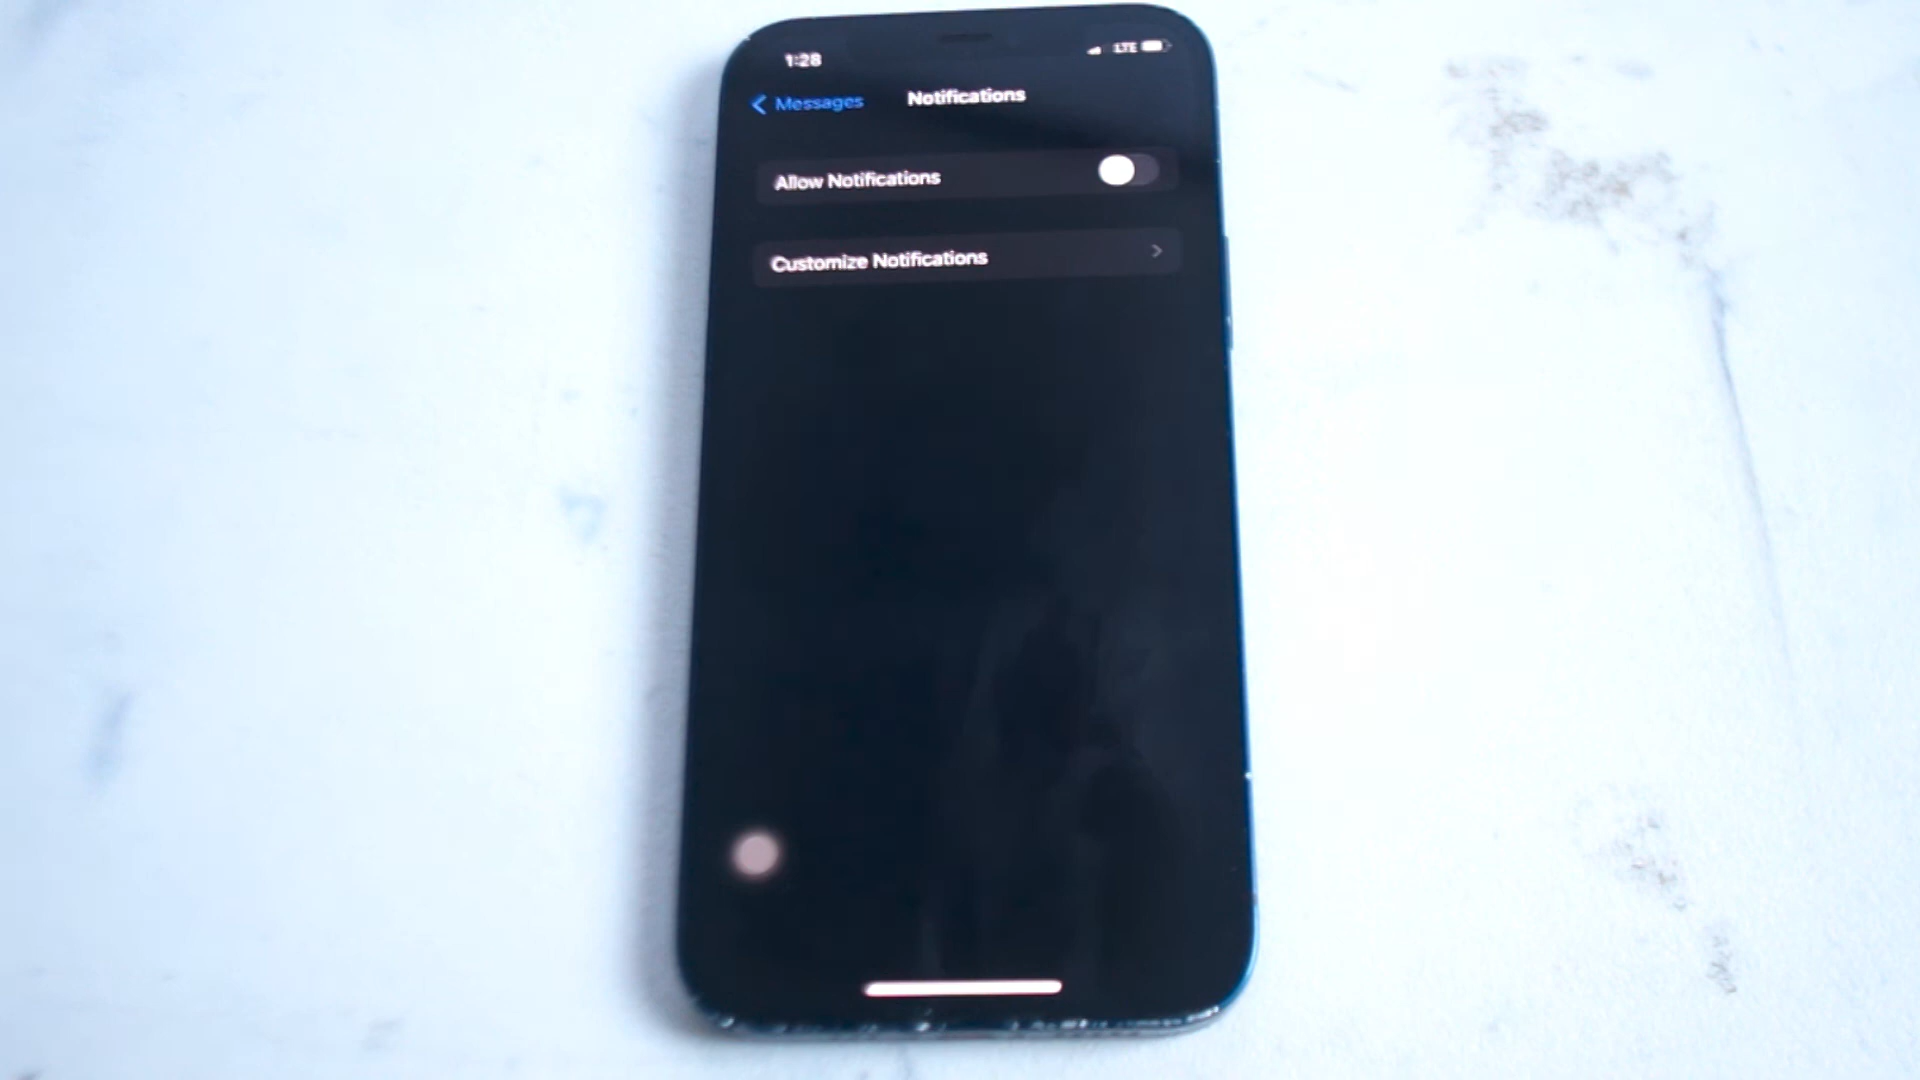 1:28
LTE
Messages
Notifications
Allow Notifications
Customize Notifications